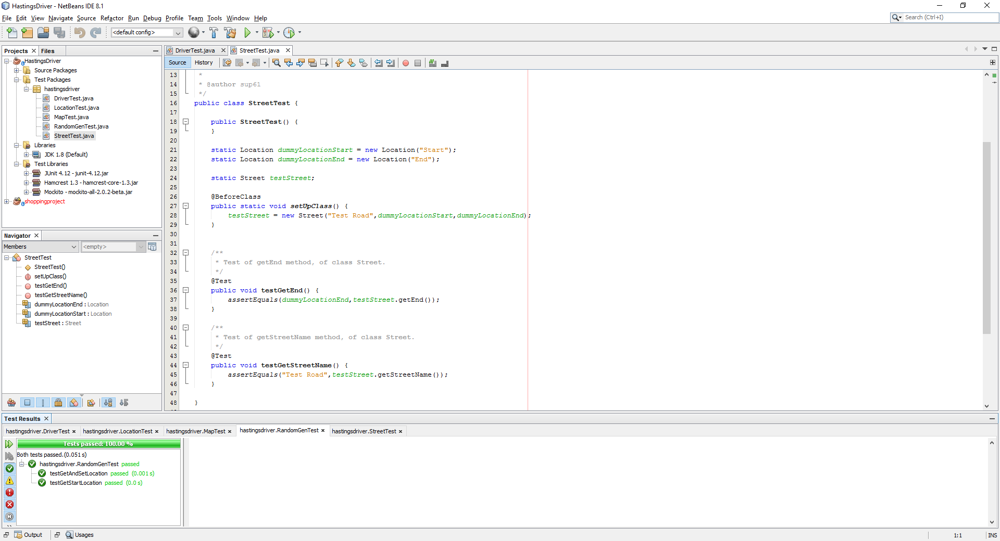 HastingsDriver - NetBeans IDE 8.1
File Edit View Navigate Source Refactor Run Debug Profile Team Tools Window Help
Search (Ctrl+I)
<default config>
Projects Files
HastingsDriver
Source Packages
Test Packages
hastingsdriver
DriverTest.java
LocationTest.java
MapTest.java
RandomGenTest.java
StreetTest.java
Libraries
JDK 1.8 (Default)
Test Libraries
JUnit 4.12 - junit-4.12.jar
Hamcrest 1.3 - hamcrest-core-1.3.jar
Mockito - mockito-all-2.0.2-beta.jar
shoppingproject
Navigator
Members <empty>
StreetTest
StreetTest()
setUpClass()
testGetEnd()
testGetStreetName()
dummyLocationEnd : Location
dummyLocationStart : Location
testStreet : Street
DriverTest.java StreetTest.java
Source History
13 *
14 * @author sup61
15 */
16 public class StreetTest {
17
18 public StreetTest() {
19 }
20
21 static Location dummyLocationStart = new Location("Start");
22 static Location dummyLocationEnd = new Location("End");
23
24 static Street testStreet;
25
26 @BeforeClass
27 public static void setUpClass() {
28 testStreet = new Street("Test Road",dummyLocationStart,dummyLocationEnd);
29 }
30
31
32 /**
33 * Test of getEnd method, of class Street.
34 */
35 @Test
36 public void testGetEnd() {
37 assertEquals(dummyLocationEnd,testStreet.getEnd());
38 }
39
40 /**
41 * Test of getStreetName method, of class Street.
42 */
43 @Test
44 public void testGetStreetName() {
45 assertEquals("Test Road",testStreet.getStreetName());
46 }
47
48 }
Test Results
hastingsdriver.DriverTest hastingsdriver.LocationTest hastingsdriver.MapTest hastingsdriver.RandomGenTest hastingsdriver.StreetTest
Tests passed: 100.00 %
Both tests passed.(0.051 s)
hastingsdriver.RandomGenTest passed
testGetAndSetLocation passed (0.001 s)
testGetStartLocation passed (0.0 s)
Output Usages
1:1 INS